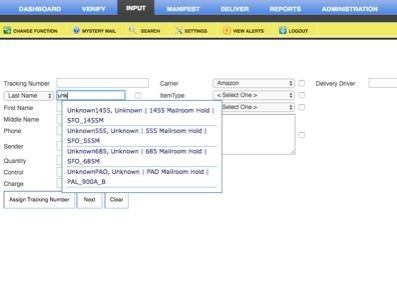 DASHBOARD VERIFY INPUT MANIFEST DELIVER REPORTS ADMINISTRATION
CHANGE FUNCTION MYSTERY MAIL SEARCH SETTINGS VIEW ALERTS LOGOUT
Tracking Number Carrier Amazon Delivery Driver
Last Name unk ItemType < Select One >
First Name < Select One >
Middle Name
Phone
Sender
Quantity
Control
Charge
Unknown1455, Unknown | 1455 Mailroom Hold ||
SFO_1455M
Unknown555, Unknown | 555 Mailroom Hold ||
SFO_555M
Unknown685, Unknown | 685 Mailroom Hold ||
SFO_685M
UnknownPAO, Unknown | PAO Mailroom Hold ||
PAL_900A_B
Assign Tracking Number Next Clear